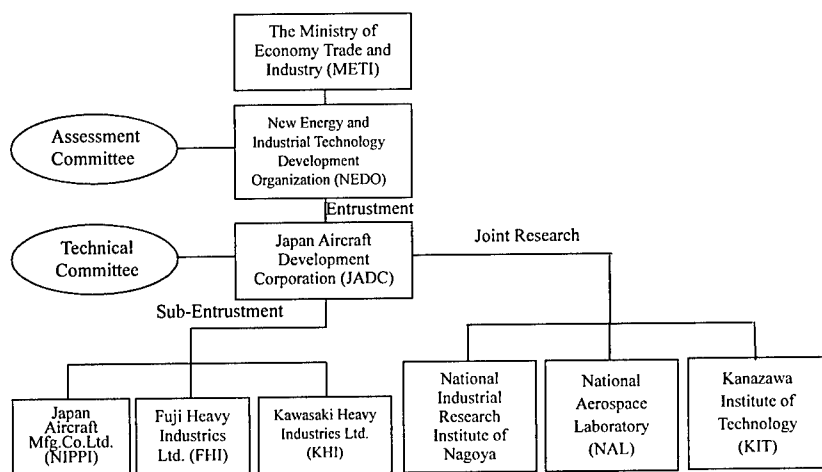 The Ministry of
Economy Trade and
Industry (METI)
Assessment
Committee
New Energy and
Industrial Technology
Development
Organization (NEDO)
Entrustment
Technical
Committee
Japan Aircraft
Development
Corporation (JADC)
Joint Research
Sub-Entrustment
Japan
Aircraft
Mfg.Co.Ltd.
(NIPPI)
Fuji Heavy
Industries
Ltd. (FHI)
Kawasaki Heavy
Industries Ltd.
(KHI)
National
Industrial
Research
Institute of
Nagoya
National
Aerospace
Laboratory
(NAL)
Kanazawa
Institute of
Technology
(KIT)